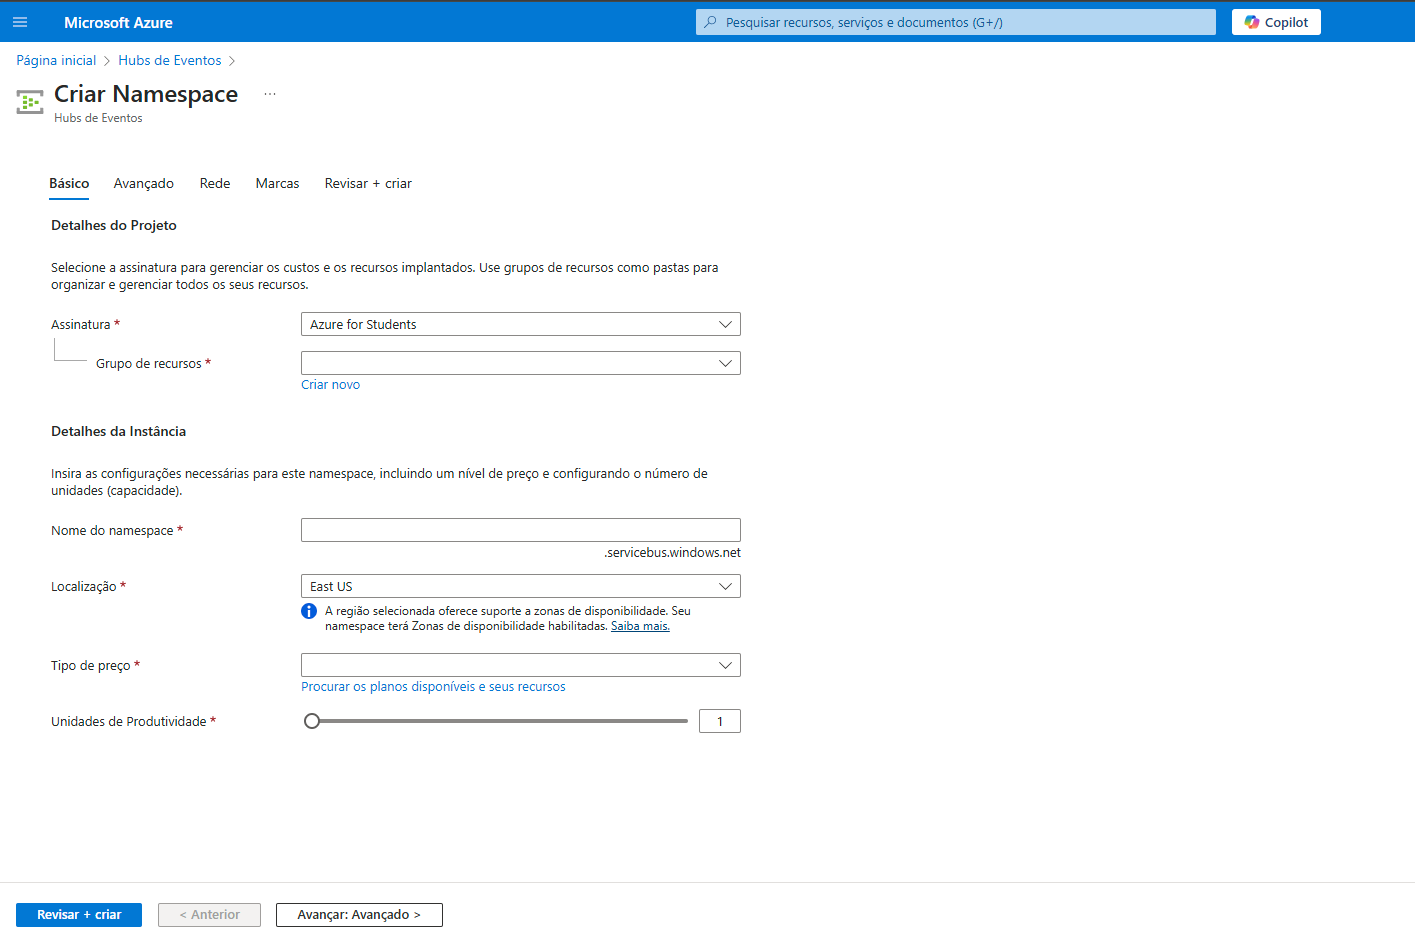 Microsoft Azure
Pesquisar recursos, serviços e documentos (G+/)
Copilot
Página inicial > Hubs de Eventos >
Criar Namespace ...
Hubs de Eventos
Básico Avançado Rede Marcas Revisar + criar
Detalhes do Projeto
Selecione a assinatura para gerenciar os custos e os recursos implantados. Use grupos de recursos como pastas para
organizar e gerenciar todos os seus recursos.
Assinatura * Azure for Students
Grupo de recursos *
Criar novo
Detalhes da Instância
Insira as configurações necessárias para este namespace, incluindo um nível de preço e configurando o número de
unidades (capacidade).
Nome do namespace *
.servicebus.windows.net
Localização * East US
A região selecionada oferece suporte a zonas de disponibilidade. Seu
namespace terá Zonas de disponibilidade habilitadas. Saiba mais.
Tipo de preço *
Procurar os planos disponíveis e seus recursos
Unidades de Produtividade * 1
Revisar + criar < Anterior Avançar: Avançado >